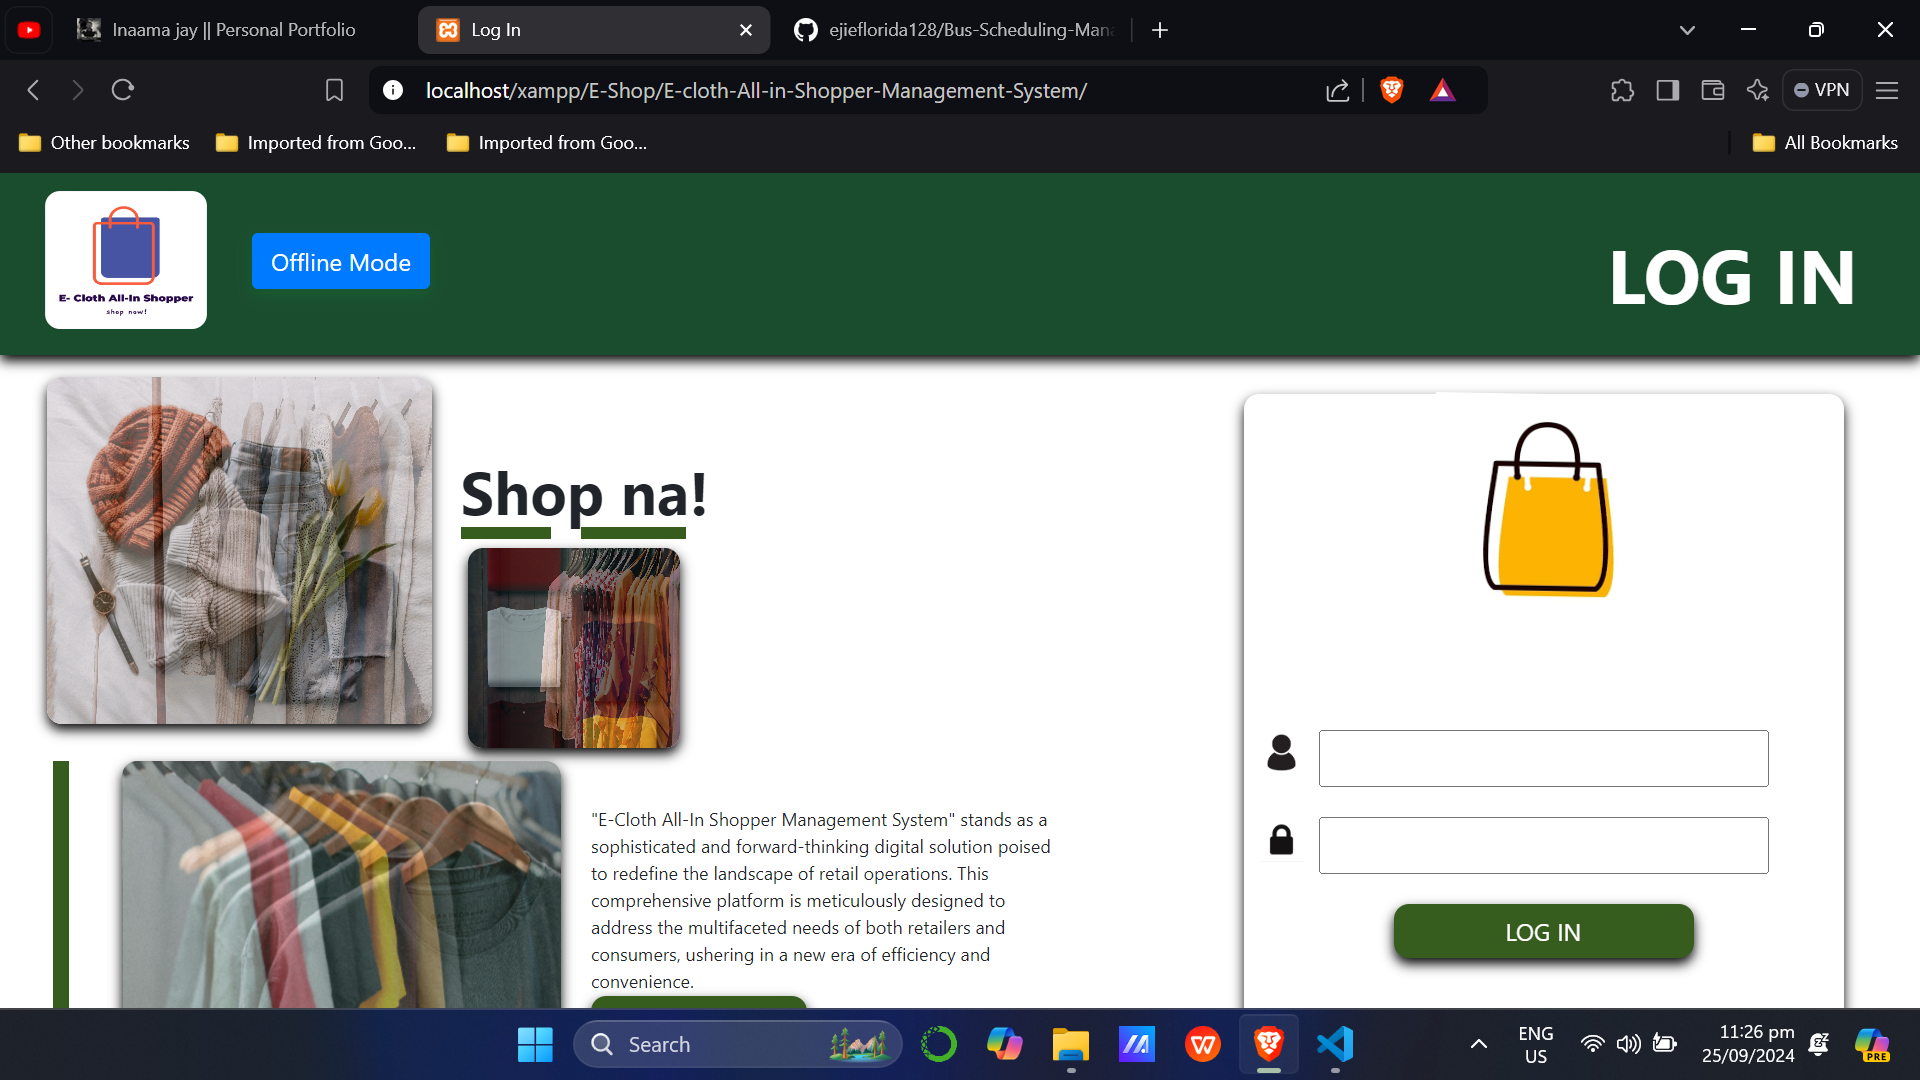 Inaama jay || Personal Portfolio
Log In
ejieflorida128/Bus-Scheduling-Mana
localhost/xampp/E-Shop/E-cloth-All-in-Shopper-Management-System/
VPN
Other bookmarks
Imported from Goo...
Imported from Goo...
All Bookmarks
E- Cloth All-In Shopper
shop now!
Offline Mode
LOG IN
Shop na!
"E-Cloth All-In Shopper Management System" stands as a
sophisticated and forward-thinking digital solution poised
to redefine the landscape of retail operations. This
comprehensive platform is meticulously designed to
address the multifaceted needs of both retailers and
consumers, ushering in a new era of efficiency and
convenience.
LOG IN
Search
ENG
US
11:26 pm
25/09/2024
PRE